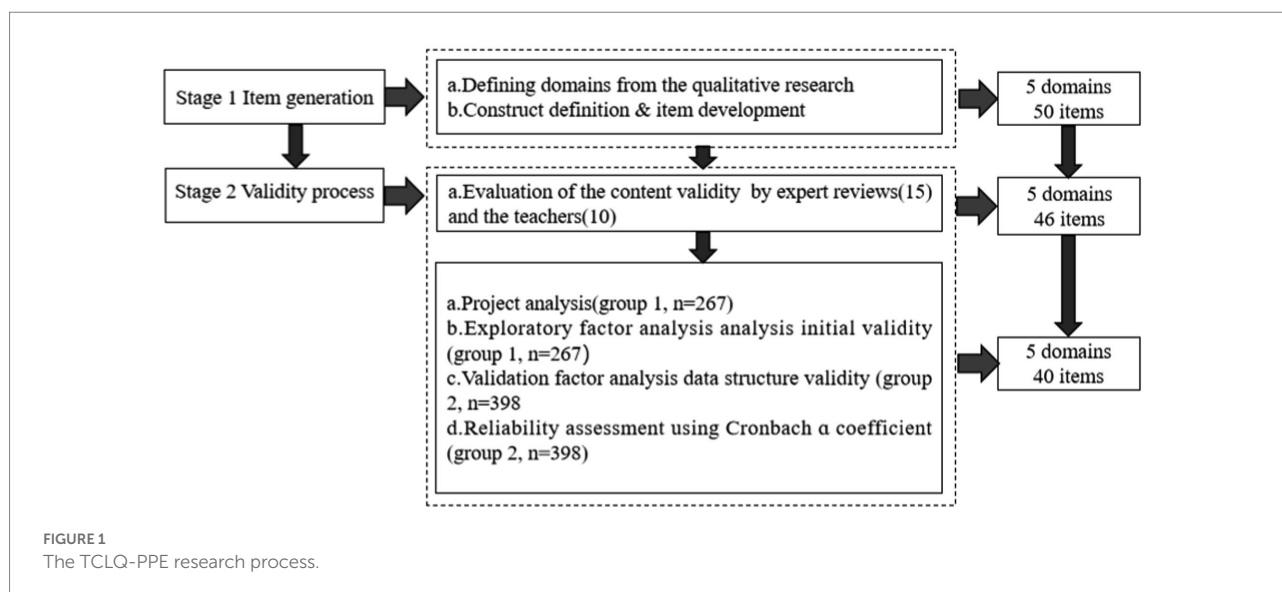 Stage 1 Item generation
a.Defining domains from the qualitative research
b.Construct definition & item development
5 domains
50 items
Stage 2 Validity process
a.Evaluation of the content validity by expert reviews(15)
and the teachers(10)
5 domains
46 items
a.Project analysis(group 1, n=267)
b.Exploratory factor analysis analysis initial validity
(group 1, n=267)
c.Validation factor analysis data structure validity (group
2, n=398
d.Reliability assessment using Cronbach α coefficient
(group 2, n=398)
5 domains
40 items
FIGURE 1
The TCLQ-PPE research process.